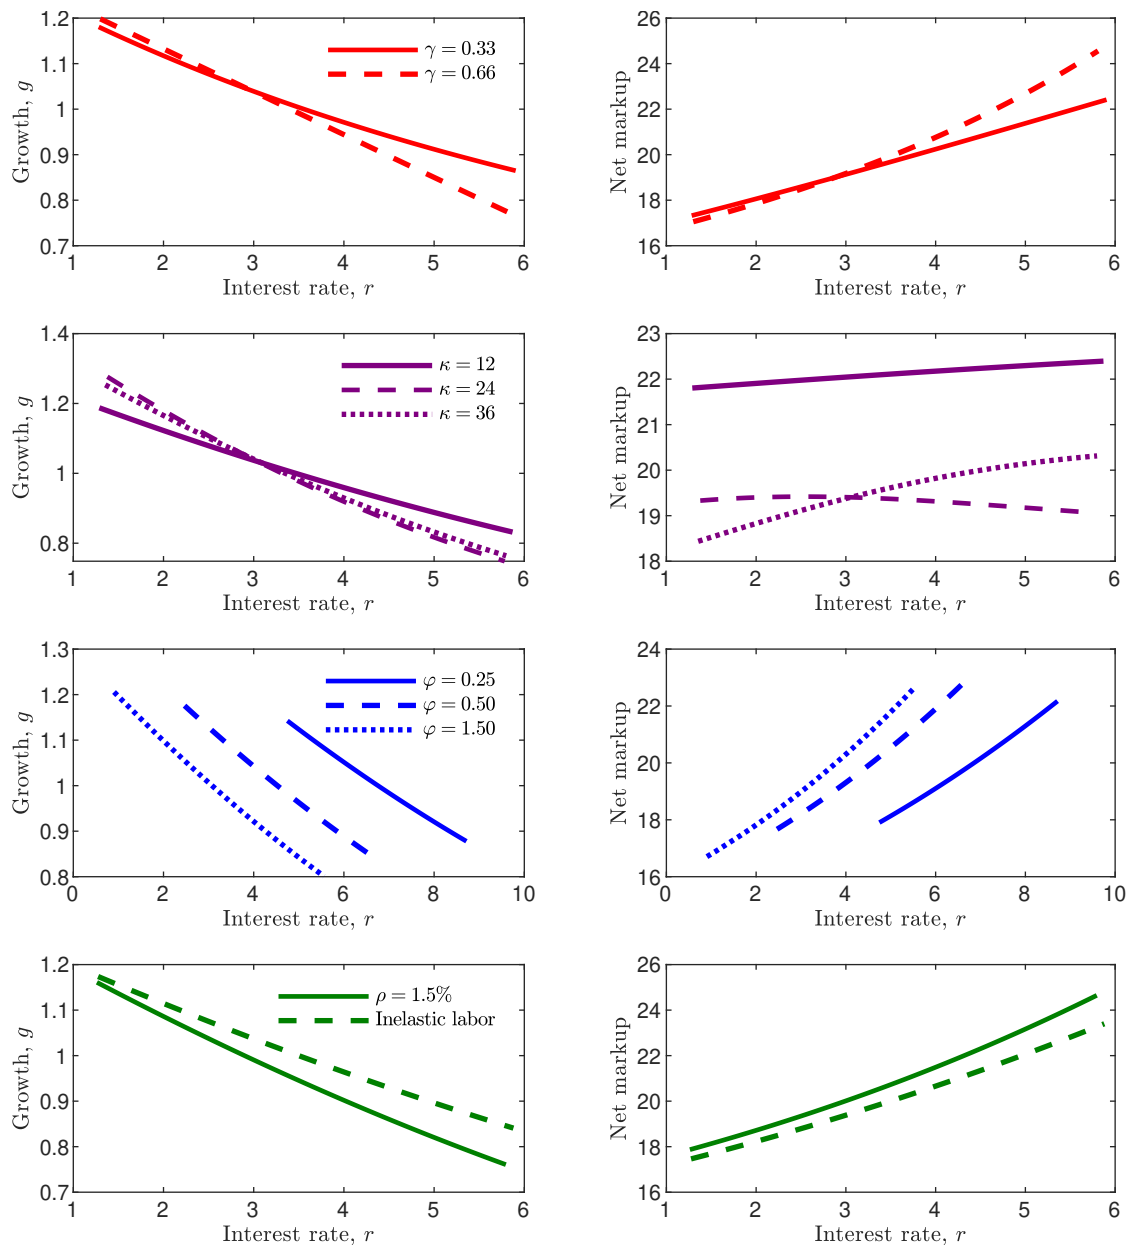 1.2
1.1
1
0.9
0.8
0.7
Growth, g
γ = 0.33
γ = 0.66
1 2 3 4 5 6
Interest rate, r
26
24
22
20
18
16
Net markup
1 2 3 4 5 6
Interest rate, r
1.4
1.2
1
0.8
Growth, g
κ = 12
κ = 24
κ = 36
1 2 3 4 5 6
Interest rate, r
23
22
21
20
19
18
Net markup
1 2 3 4 5 6
Interest rate, r
1.3
1.2
1.1
1
0.9
0.8
Growth, g
φ = 0.25
φ = 0.50
φ = 1.50
0 2 4 6 8 10
Interest rate, r
24
22
20
18
16
Net markup
0 2 4 6 8 10
Interest rate, r
1.2
1.1
1
0.9
0.8
0.7
Growth, g
ρ = 1.5%
Inelastic labor
1 2 3 4 5 6
Interest rate, r
26
24
22
20
18
16
Net markup
1 2 3 4 5 6
Interest rate, r